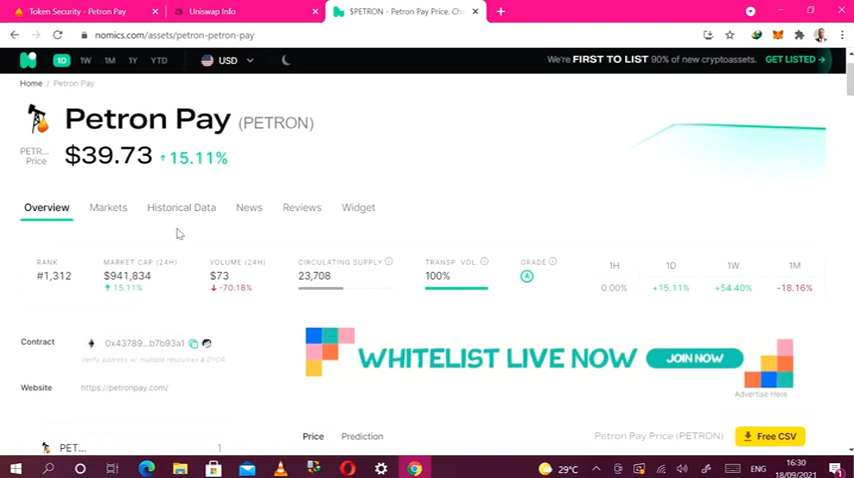 Token Security - Petron Pay
Uniswap Info
$PETRON - Petron Pay Price, Cha
nomics.com/assets/petron-petron-pay
1D 1W 1M 1Y YTD
USD
We're FIRST TO LIST 90% of new cryptoassets. GET LISTED →
Home / Petron Pay
Petron Pay (PETRON)
PETR... Price
$39.73 ↑ 15.11%
Overview Markets Historical Data News Reviews Widget
RANK MARKET CAP (24H) VOLUME (24H) CIRCULATING SUPPLY TRANSP. VOL. GRADE 1H 1D 1W 1M
#1,312 $941,834 $73 23,708 100% A
↑ 15.11% ↓ -70.18% 0.00% +15.11% +54.40% -18.16%
Contract 0x43789...b7b93a1
Verify address w/ multiple resources & DYOR
WHITELIST LIVE NOW JOIN NOW
Website https://petronpay.com/
Advertise Here
Price Prediction Petron Pay Price (PETRON) Free CSV
PET... 1
29°C ENG 16:30
18/09/2021 1